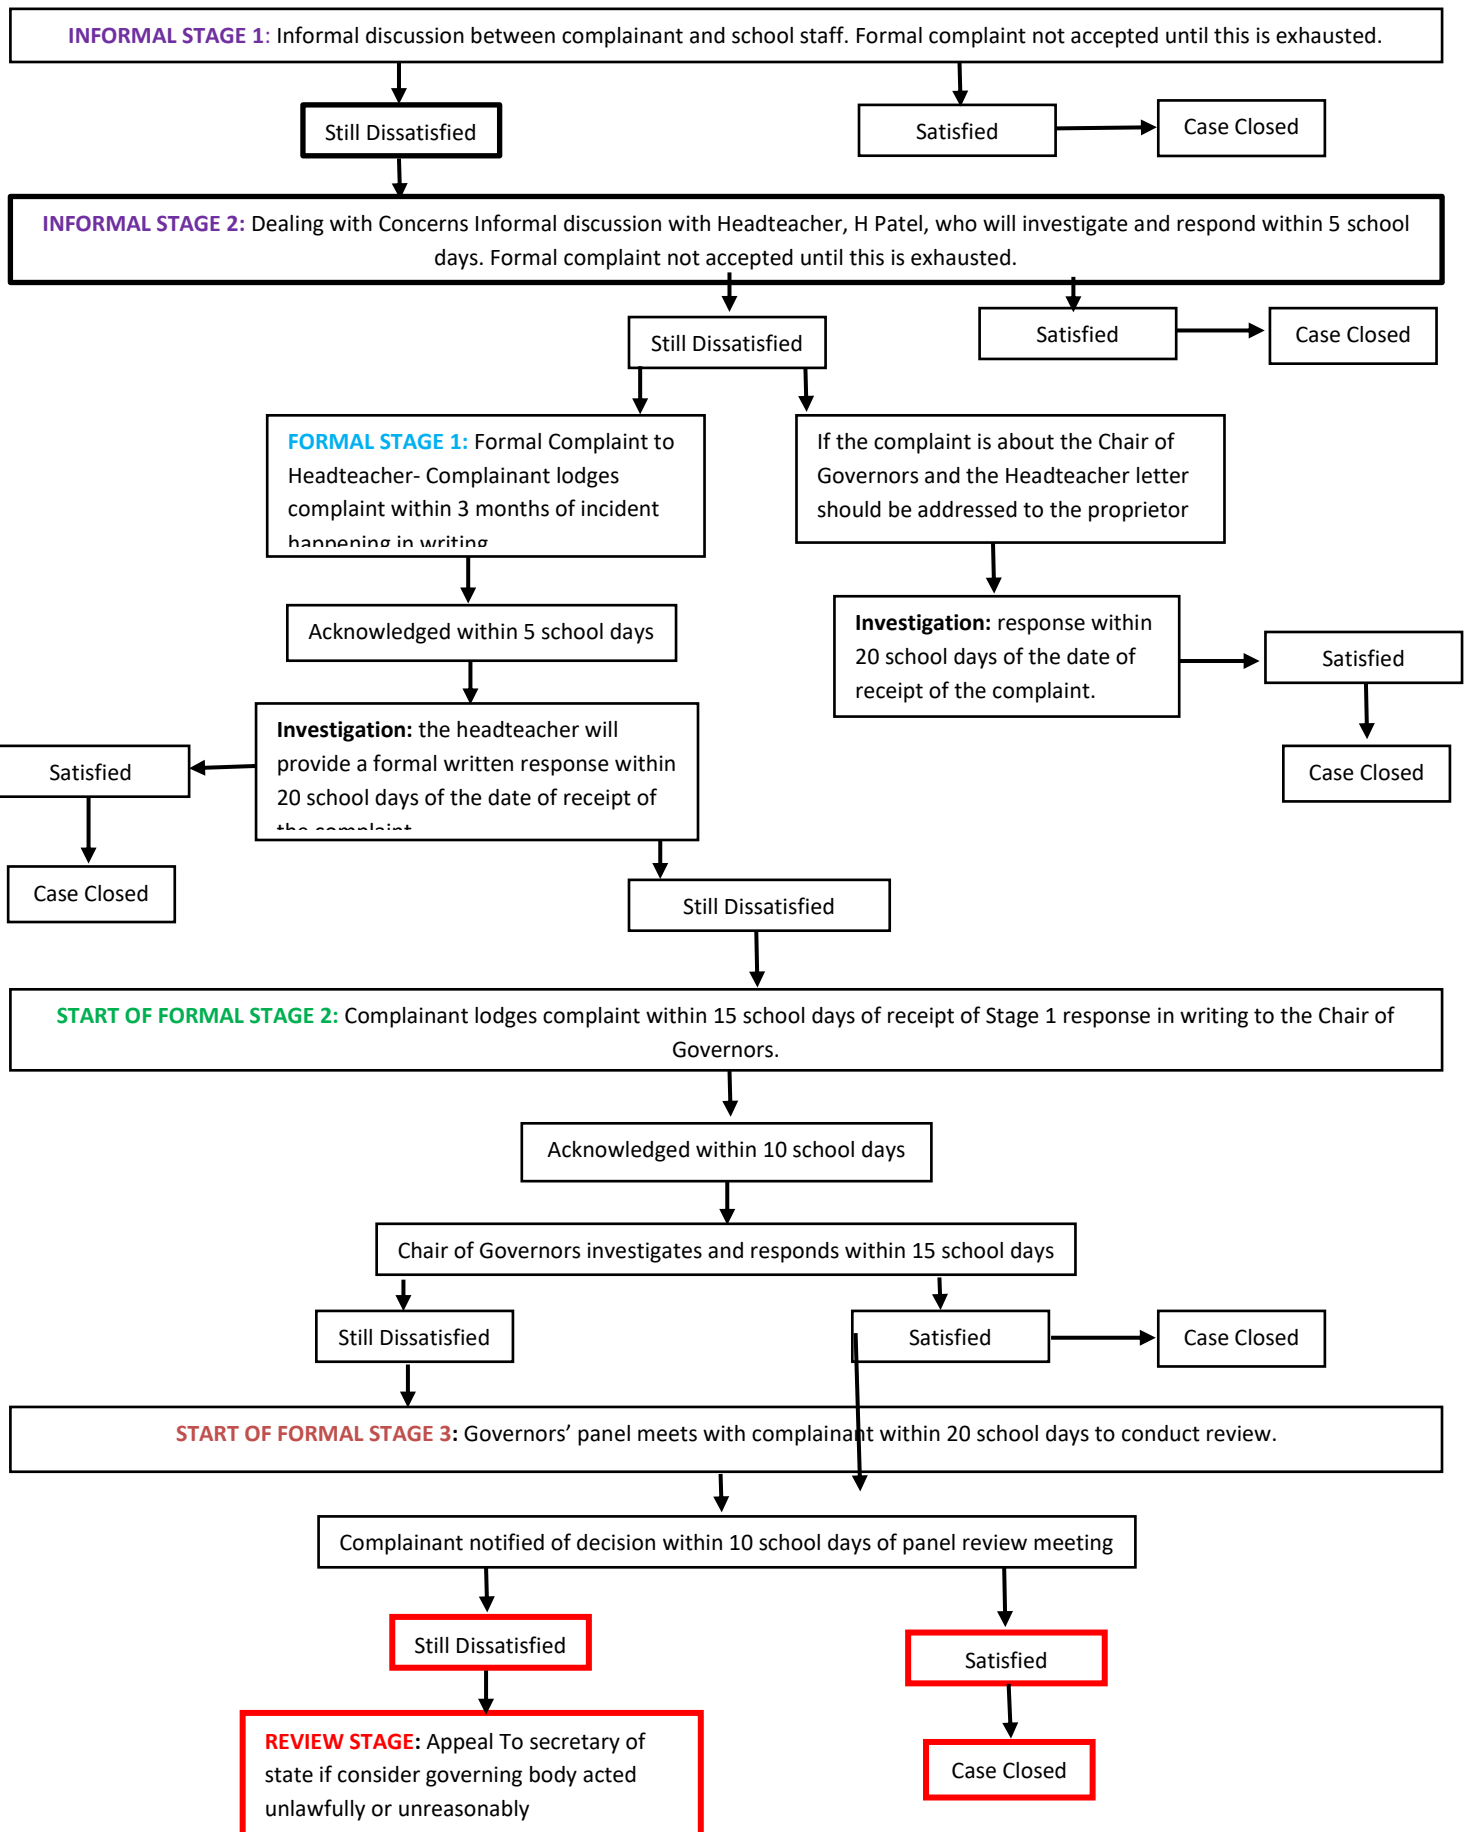 INFORMAL STAGE 1: Informal discussion between complainant and school staff. Formal complaint not accepted until this is exhausted.
Still Dissatisfied
Satisfied
Case Closed
INFORMAL STAGE 2: Dealing with Concerns Informal discussion with Headteacher, H Patel, who will investigate and respond within 5 school
days. Formal complaint not accepted until this is exhausted.
Still Dissatisfied
Satisfied
Case Closed
FORMAL STAGE 1: Formal Complaint to
Headteacher- Complainant lodges
complaint within 3 months of incident
happening in writing
If the complaint is about the Chair of
Governors and the Headteacher letter
should be addressed to the proprietor
Acknowledged within 5 school days
Investigation: response within
20 school days of the date of
receipt of the complaint.
Satisfied
Case Closed
Investigation: the headteacher will
provide a formal written response within
20 school days of the date of receipt of
the complaint
Satisfied
Case Closed
Still Dissatisfied
START OF FORMAL STAGE 2: Complainant lodges complaint within 15 school days of receipt of Stage 1 response in writing to the Chair of
Governors.
Acknowledged within 10 school days
Chair of Governors investigates and responds within 15 school days
Still Dissatisfied
Satisfied
Case Closed
START OF FORMAL STAGE 3: Governors’ panel meets with complainant within 20 school days to conduct review.
Complainant notified of decision within 10 school days of panel review meeting
Still Dissatisfied
Satisfied
REVIEW STAGE: Appeal To secretary of
state if consider governing body acted
unlawfully or unreasonably
Case Closed